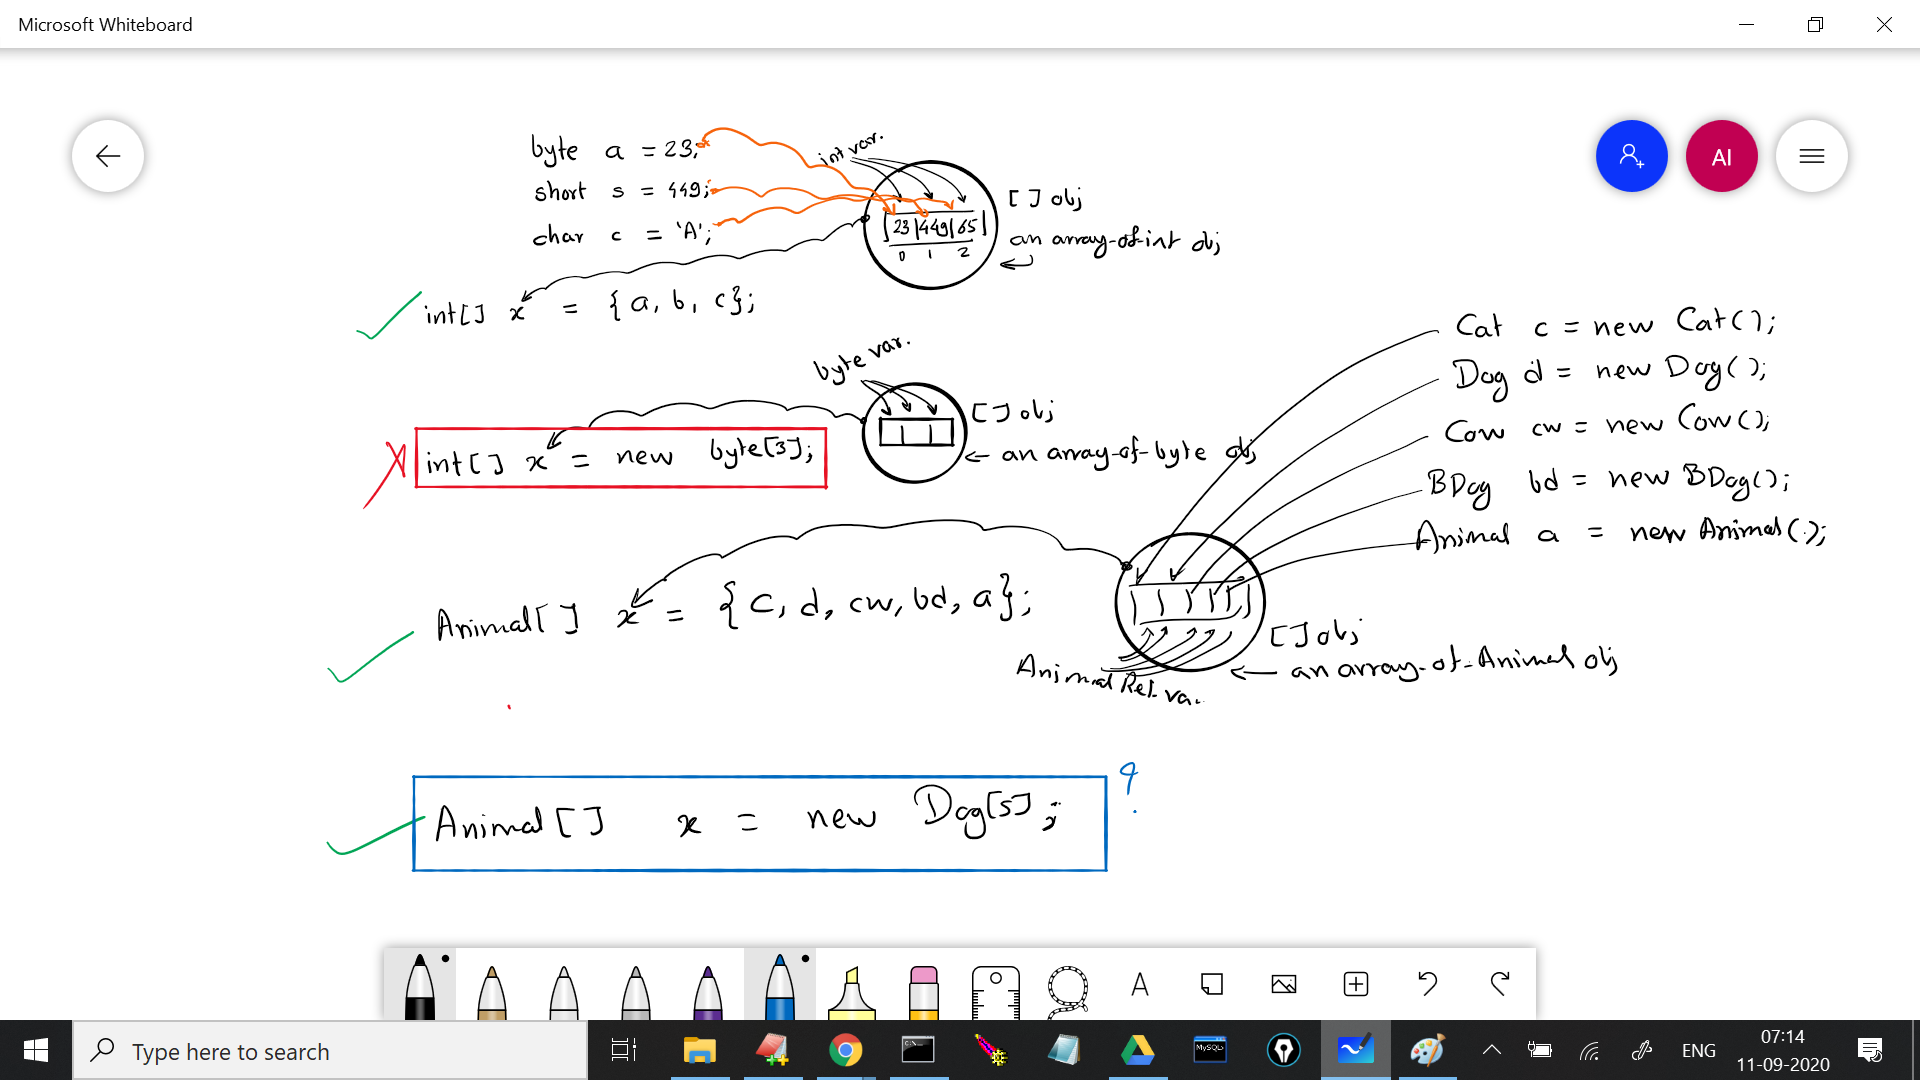 Microsoft Whiteboard
AI
byte a = 23;
short s = 449;
char c = 'A';
int var.
23|449|65
0 1 2
[] obj
an array-of-int obj
int[] x = {a, b, c};
byte var.
[] obj
an array-of-byte obj
int[] x = new byte[3];
Cat c = new Cat();
Dog d = new Dog();
Cow cw = new Cow();
BDog bd = new BDog();
Animal a = new Animal();
Animal[] x = {c, d, cw, bd, a};
[] obj
an array-of-Animal obj
Animal Ref. var.
Animal[] x = new Dog[5];
?
A
Type here to search
C:\_
MySQL
ENG
07:14
11-09-2020